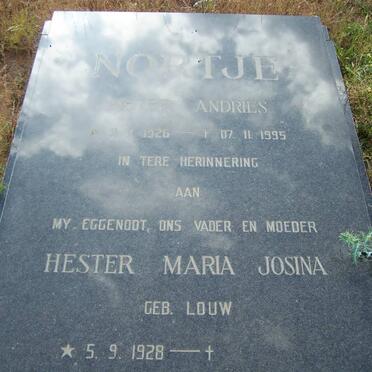 NORTJE
PIETER ANDRIES
1926 — † 07.11.1995
IN TERE HERINNERING
AAN
MY EGGENOOT, ONS VADER EN MOEDER
HESTER MARIA JOSINA
GEB. LOUW
★ 5.9.1928 — †